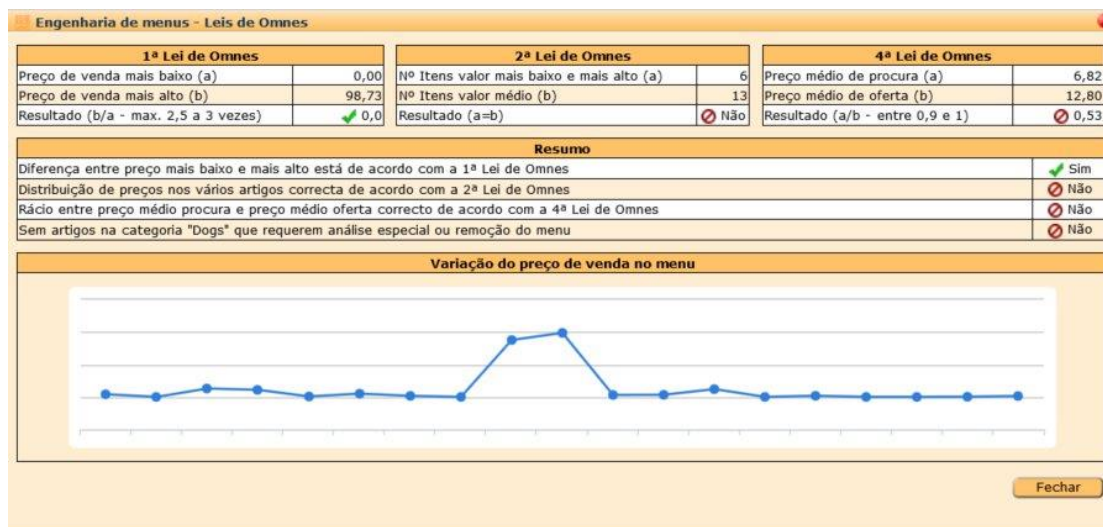 Engenharia de menus - Leis de Omnes
1ª Lei de Omnes
Preço de venda mais baixo (a) 0,00
Preço de venda mais alto (b) 98,73
Resultado (b/a - max. 2,5 a 3 vezes) 0,0
2ª Lei de Omnes
Nº Itens valor mais baixo e mais alto (a) 6
Nº Itens valor médio (b) 13
Resultado (a=b) Não
4ª Lei de Omnes
Preço médio de procura (a) 6,82
Preço médio de oferta (b) 12,80
Resultado (a/b - entre 0,9 e 1) 0,53
Resumo
Diferença entre preço mais baixo e mais alto está de acordo com a 1ª Lei de Omnes Sim
Distribuição de preços nos vários artigos correcta de acordo com a 2ª Lei de Omnes Não
Rácio entre preço médio procura e preço médio oferta correcto de acordo com a 4ª Lei de Omnes Não
Sem artigos na categoria "Dogs" que requerem análise especial ou remoção do menu Não
Variação do preço de venda no menu
Fechar